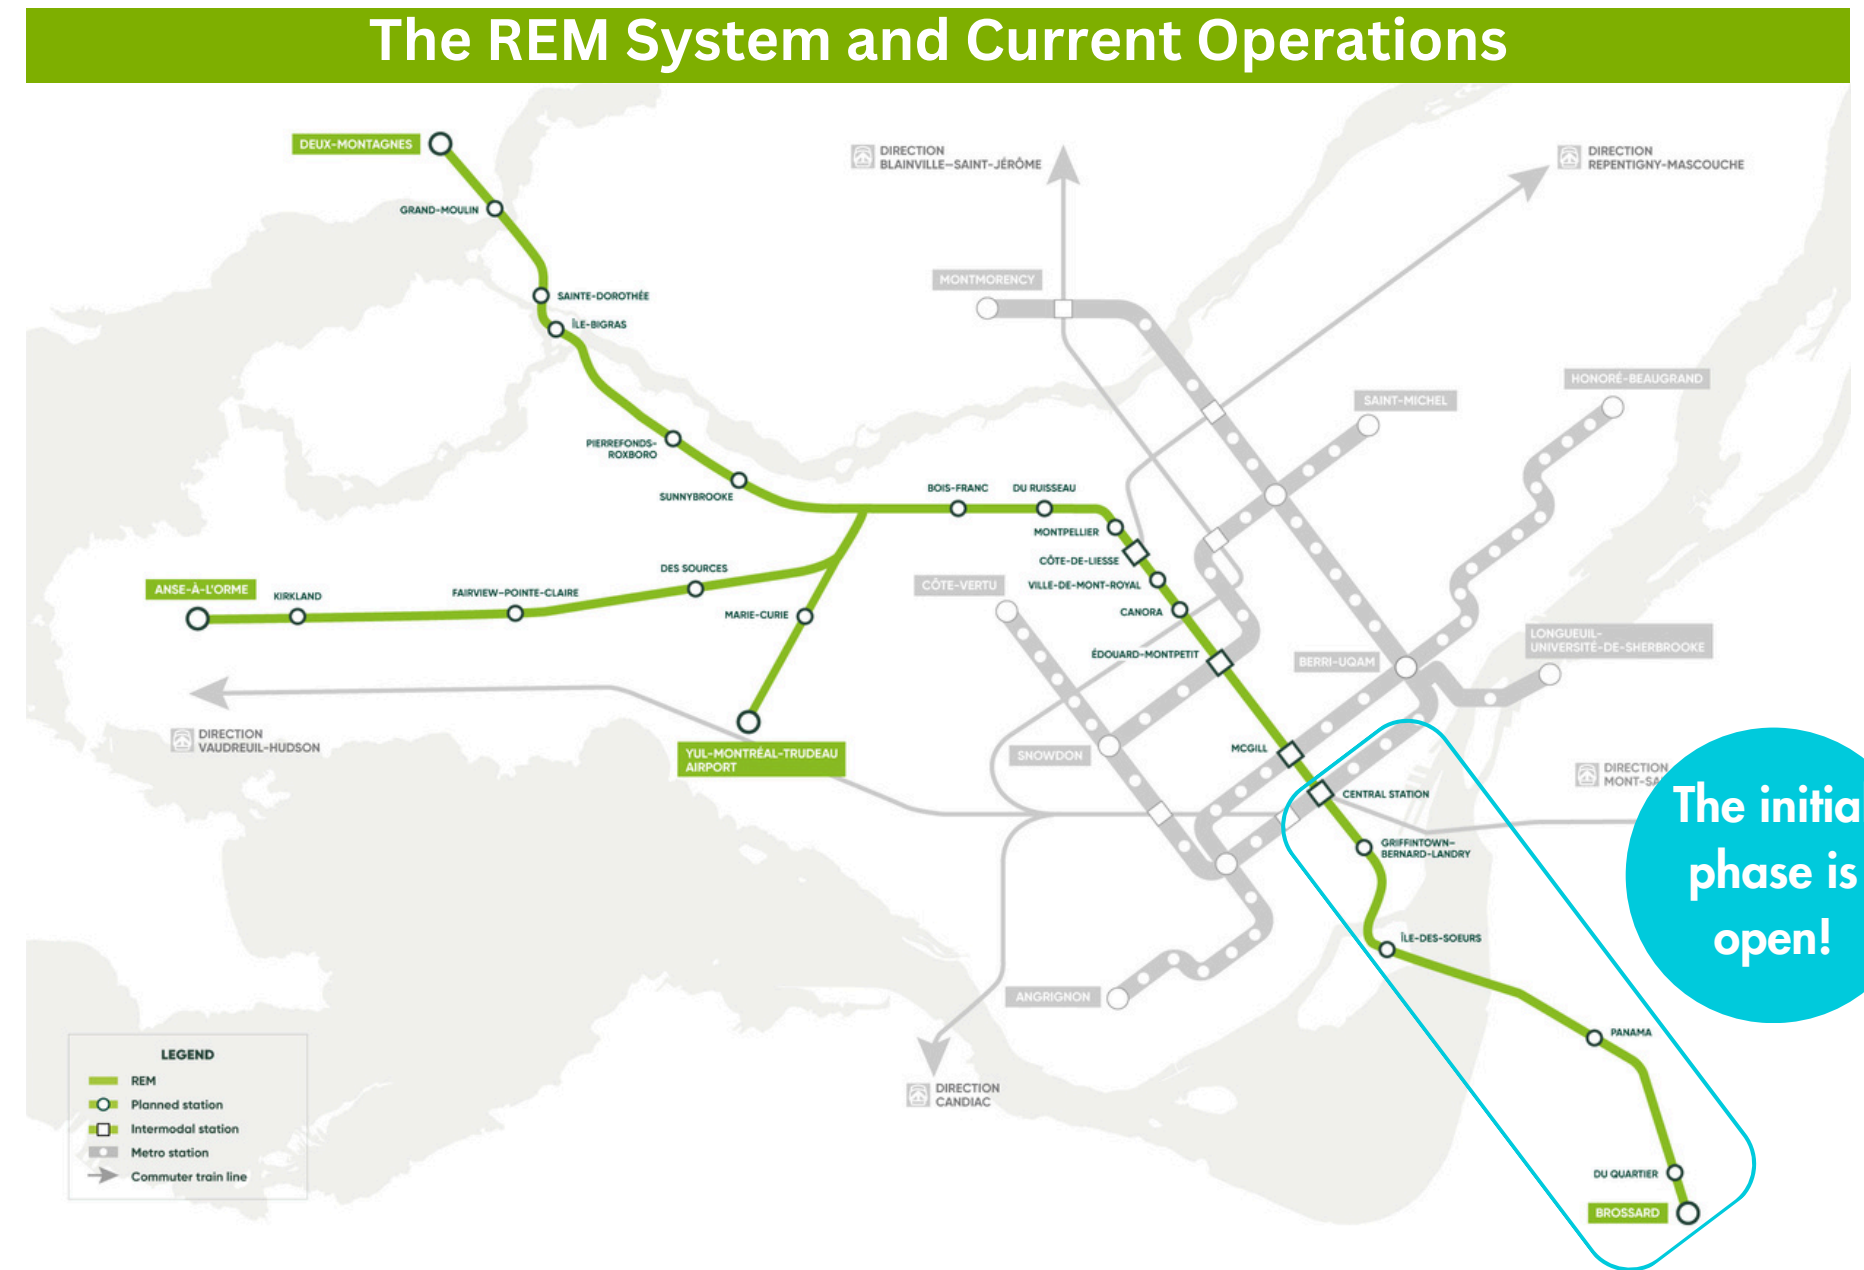 The REM System and Current Operations
DEUX-MONTAGNES
GRAND-MOULIN
SAINTE-DOROTHÉE
ÎLE-BIGRAS
PIERREFONDS-
ROXBORO
SUNNYBROOKE
DIRECTION
BLAINVILLE–SAINT-JÉRÔME
DIRECTION
REPENTIGNY-MASCOUCHE
MONTMORENCY
SAINT-MICHEL
HONORÉ-BEAUGRAND
BOIS-FRANC
DU RUISSEAU
MONTPELLIER
CÔTE-DE-LIESSE
VILLE-DE-MONT-ROYAL
CANORA
ÉDOUARD-MONTPETIT
CÔTE-VERTU
ANSE-À-L'ORME
KIRKLAND
FAIRVIEW–POINTE-CLAIRE
DES SOURCES
MARIE-CURIE
YUL-MONTRÉAL-TRUDEAU
AIRPORT
DIRECTION
VAUDREUIL-HUDSON
BERRI-UQAM
LONGUEUIL-
UNIVERSITÉ-DE-SHERBROOKE
SNOWDON
MCGILL
CENTRAL STATION
DIRECTION
MONT-SA
GRIFFINTOWN–
BERNARD-LANDRY
ÎLE-DES-SOEURS
ANGRIGNON
PANAMA
DIRECTION
CANDIAC
DU QUARTIER
BROSSARD
The initia
phase is
open!
LEGEND
REM
Planned station
Intermodal station
Metro station
Commuter train line